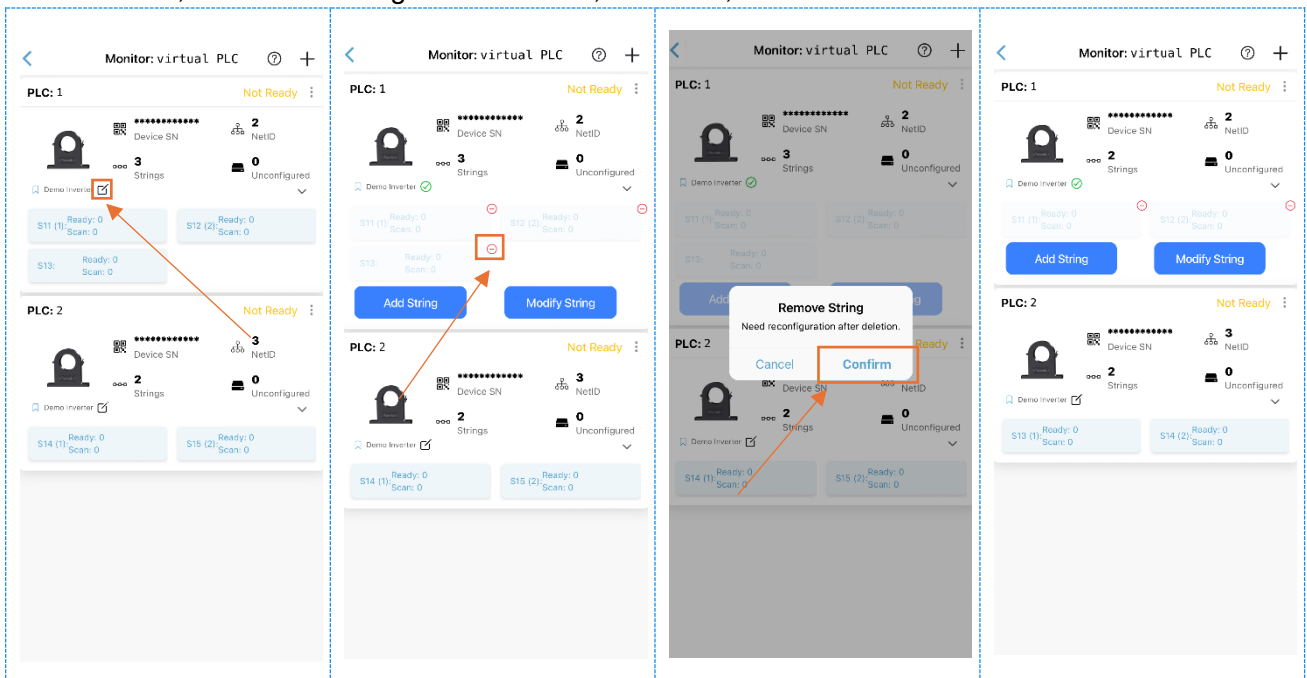 Monitor: virtual PLC
PLC: 1
Not Ready
***********
Device SN
2
NetID
3
Strings
0
Unconfigured
Demo Inverter
S11 (1): Ready: 0
Scan: 0
S12 (2): Ready: 0
Scan: 0
S13: Ready: 0
Scan: 0
PLC: 2
Not Ready
***********
Device SN
3
NetID
2
Strings
0
Unconfigured
Demo Inverter
S14 (1): Ready: 0
Scan: 0
S15 (2): Ready: 0
Scan: 0
Monitor: virtual PLC
PLC: 1
Not Ready
***********
Device SN
2
NetID
3
Strings
0
Unconfigured
Demo Inverter
S11 (1): Ready: 0
Scan: 0
S12 (2): Ready: 0
Scan: 0
S13: Ready: 0
Scan: 0
Add String
Modify String
PLC: 2
Not Ready
***********
Device SN
3
NetID
2
Strings
0
Unconfigured
Demo Inverter
S14 (1): Ready: 0
Scan: 0
S15 (2): Ready: 0
Scan: 0
Monitor: virtual PLC
PLC: 1
Not Ready
***********
Device SN
2
NetID
3
Strings
0
Unconfigured
Demo Inverter
S11 (1): Ready: 0
Scan: 0
S12 (2): Ready: 0
Scan: 0
S13: Ready: 0
Scan: 0
Remove String
Need reconfiguration after deletion.
Cancel
Confirm
PLC: 2
Ready
Device SN
NetID
2
Strings
0
Unconfigured
Demo Inverter
S14 (1): Ready: 0
Scan: 0
S15 (2): Ready: 0
Scan: 0
Monitor: virtual PLC
PLC: 1
Not Ready
***********
Device SN
2
NetID
2
Strings
0
Unconfigured
Demo Inverter
S11 (1): Ready: 0
Scan: 0
S12 (2): Ready: 0
Scan: 0
Add String
Modify String
PLC: 2
Not Ready
***********
Device SN
3
NetID
2
Strings
0
Unconfigured
Demo Inverter
S13 (1): Ready: 0
Scan: 0
S14 (2): Ready: 0
Scan: 0